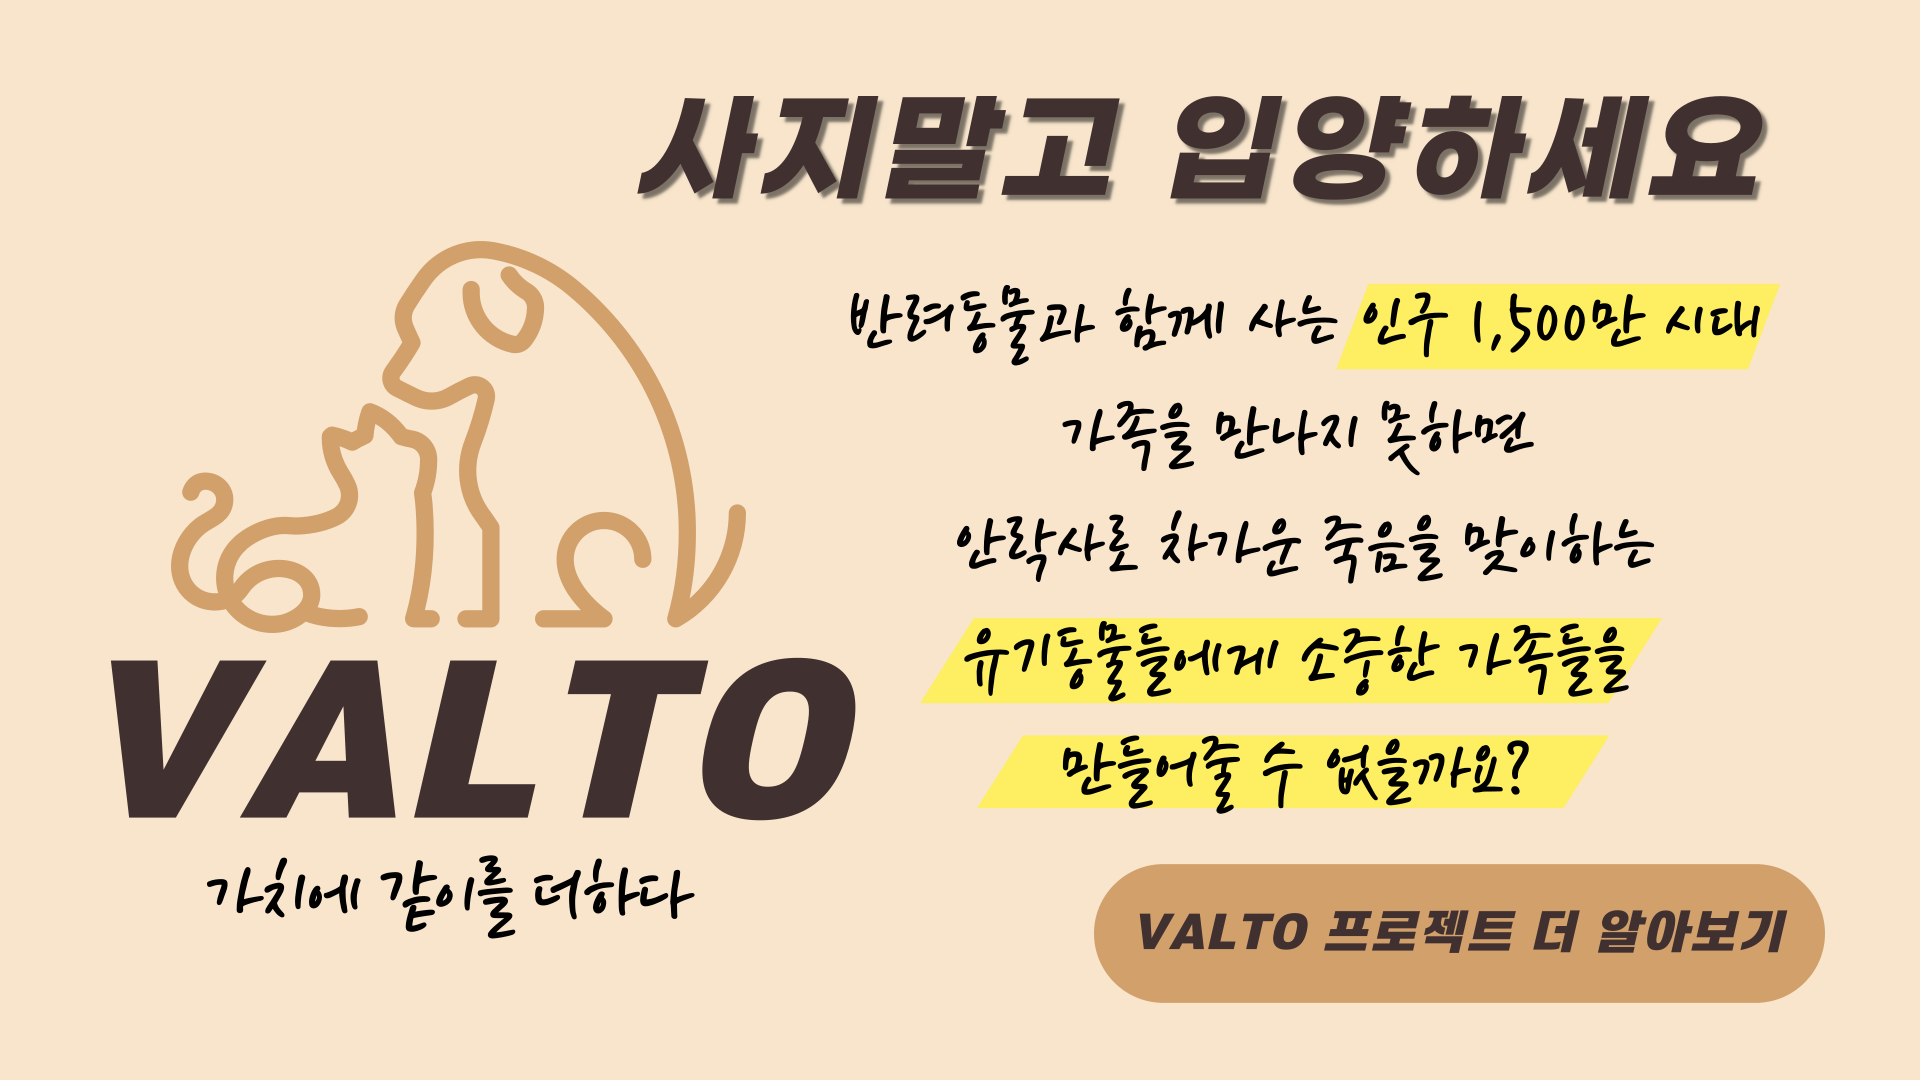 사지말고 입양하세요
반려동물과 함께 사는 인구 1,500만 시대
가족을 만나지 못하면
안락사로 차가운 죽음을 맞이하는
유기동물들에게 소중한 가족들을
만들어줄 수 없을까요?
VALTO
가치에 같이를 더하다
VALTO 프로젝트 더 알아보기